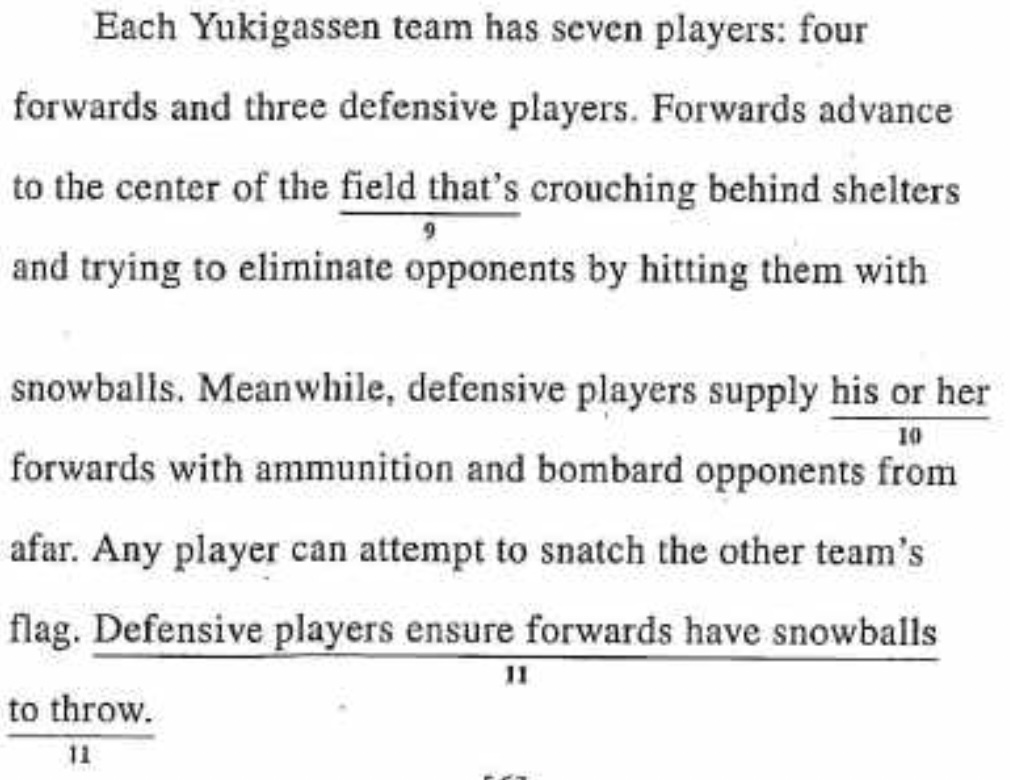 Each Yukigassen team has seven players: four
forwards and three defensive players. Forwards advance
to the center of the field that's crouching behind shelters
9
and trying to eliminate opponents by hitting them with
snowballs. Meanwhile, defensive players supply his or her
10
forwards with ammunition and bombard opponents from
afar. Any player can attempt to snatch the other team's
flag. Defensive players ensure forwards have snowballs
11
to throw.
11